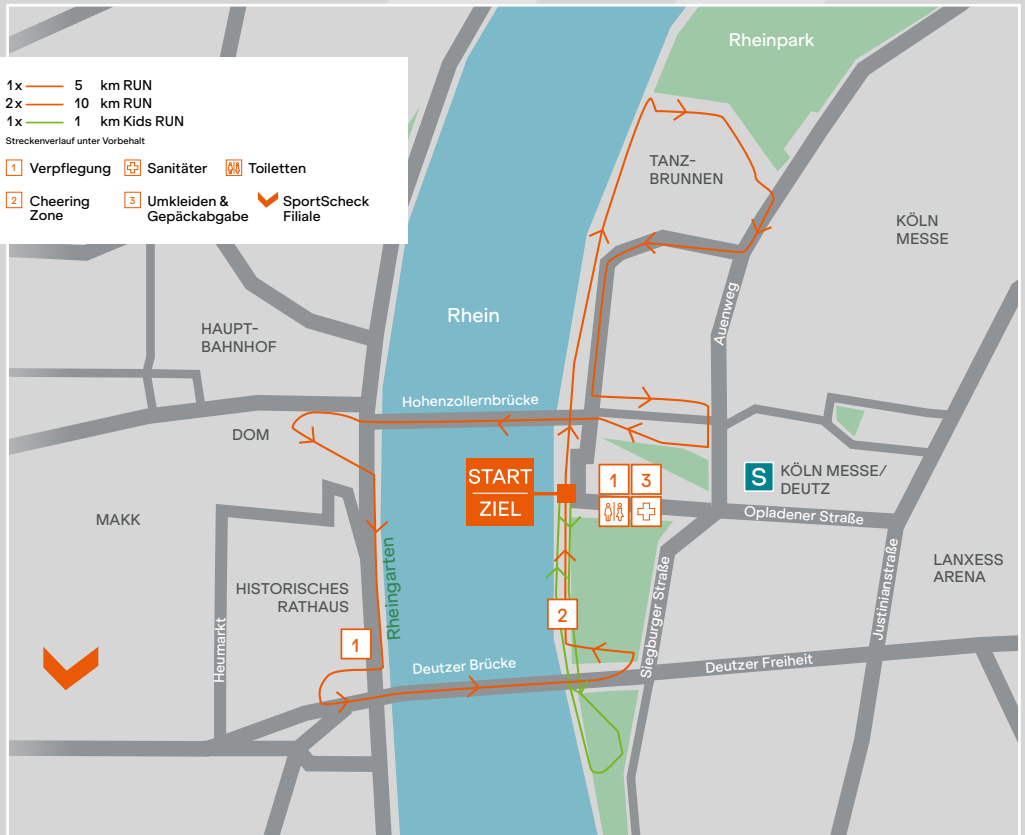 1x 5 km RUN
2x 10 km RUN
1x 1 km Kids RUN
Streckenverlauf unter Vorbehalt
1 Verpflegung Sanitäter Toiletten
2 Cheering Zone
3 Umkleiden & Gepäckabgabe
SportScheck Filiale
Rheinpark
TANZ-
BRUNNEN
KÖLN
MESSE
Rhein
HAUPT-
BAHNHOF
Auenweg
Hohenzollernbrücke
DOM
START
ZIEL
1 3
S KÖLN MESSE/
DEUTZ
Opladener Straße
MAKK
Rheingarten
HISTORISCHES
RATHAUS
LANXESS
ARENA
Justinianstraße
Siegburger Straße
2
1
Heumarkt
Deutzer Brücke
Deutzer Freiheit